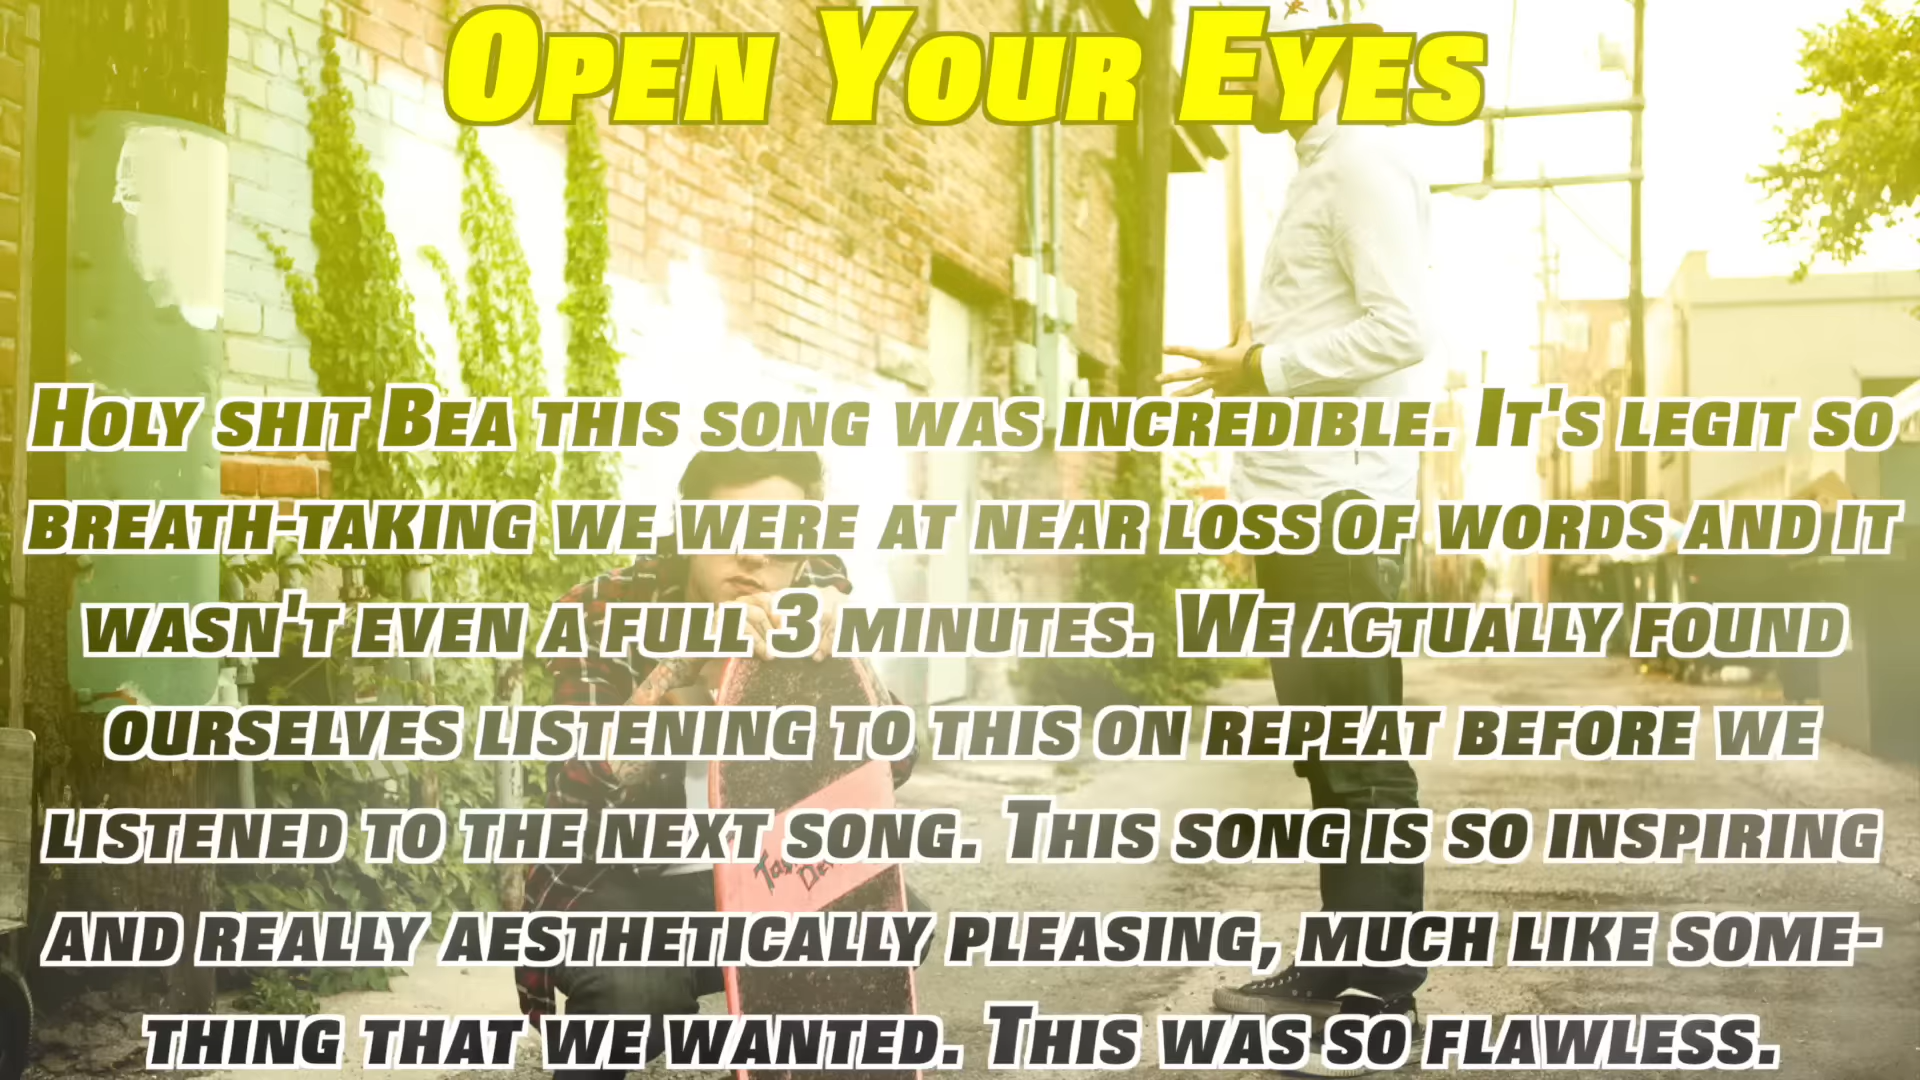 Open Your Eyes
Holy shit Bea this song was incredible. It's legit so
breath-taking we were at near loss of words and it
wasn't even a full 3 minutes. We actually found
ourselves listening to this on repeat before we
listened to the next song. This song is so inspiring
and really aesthetically pleasing, much like some-
thing that we wanted. This was so flawless.